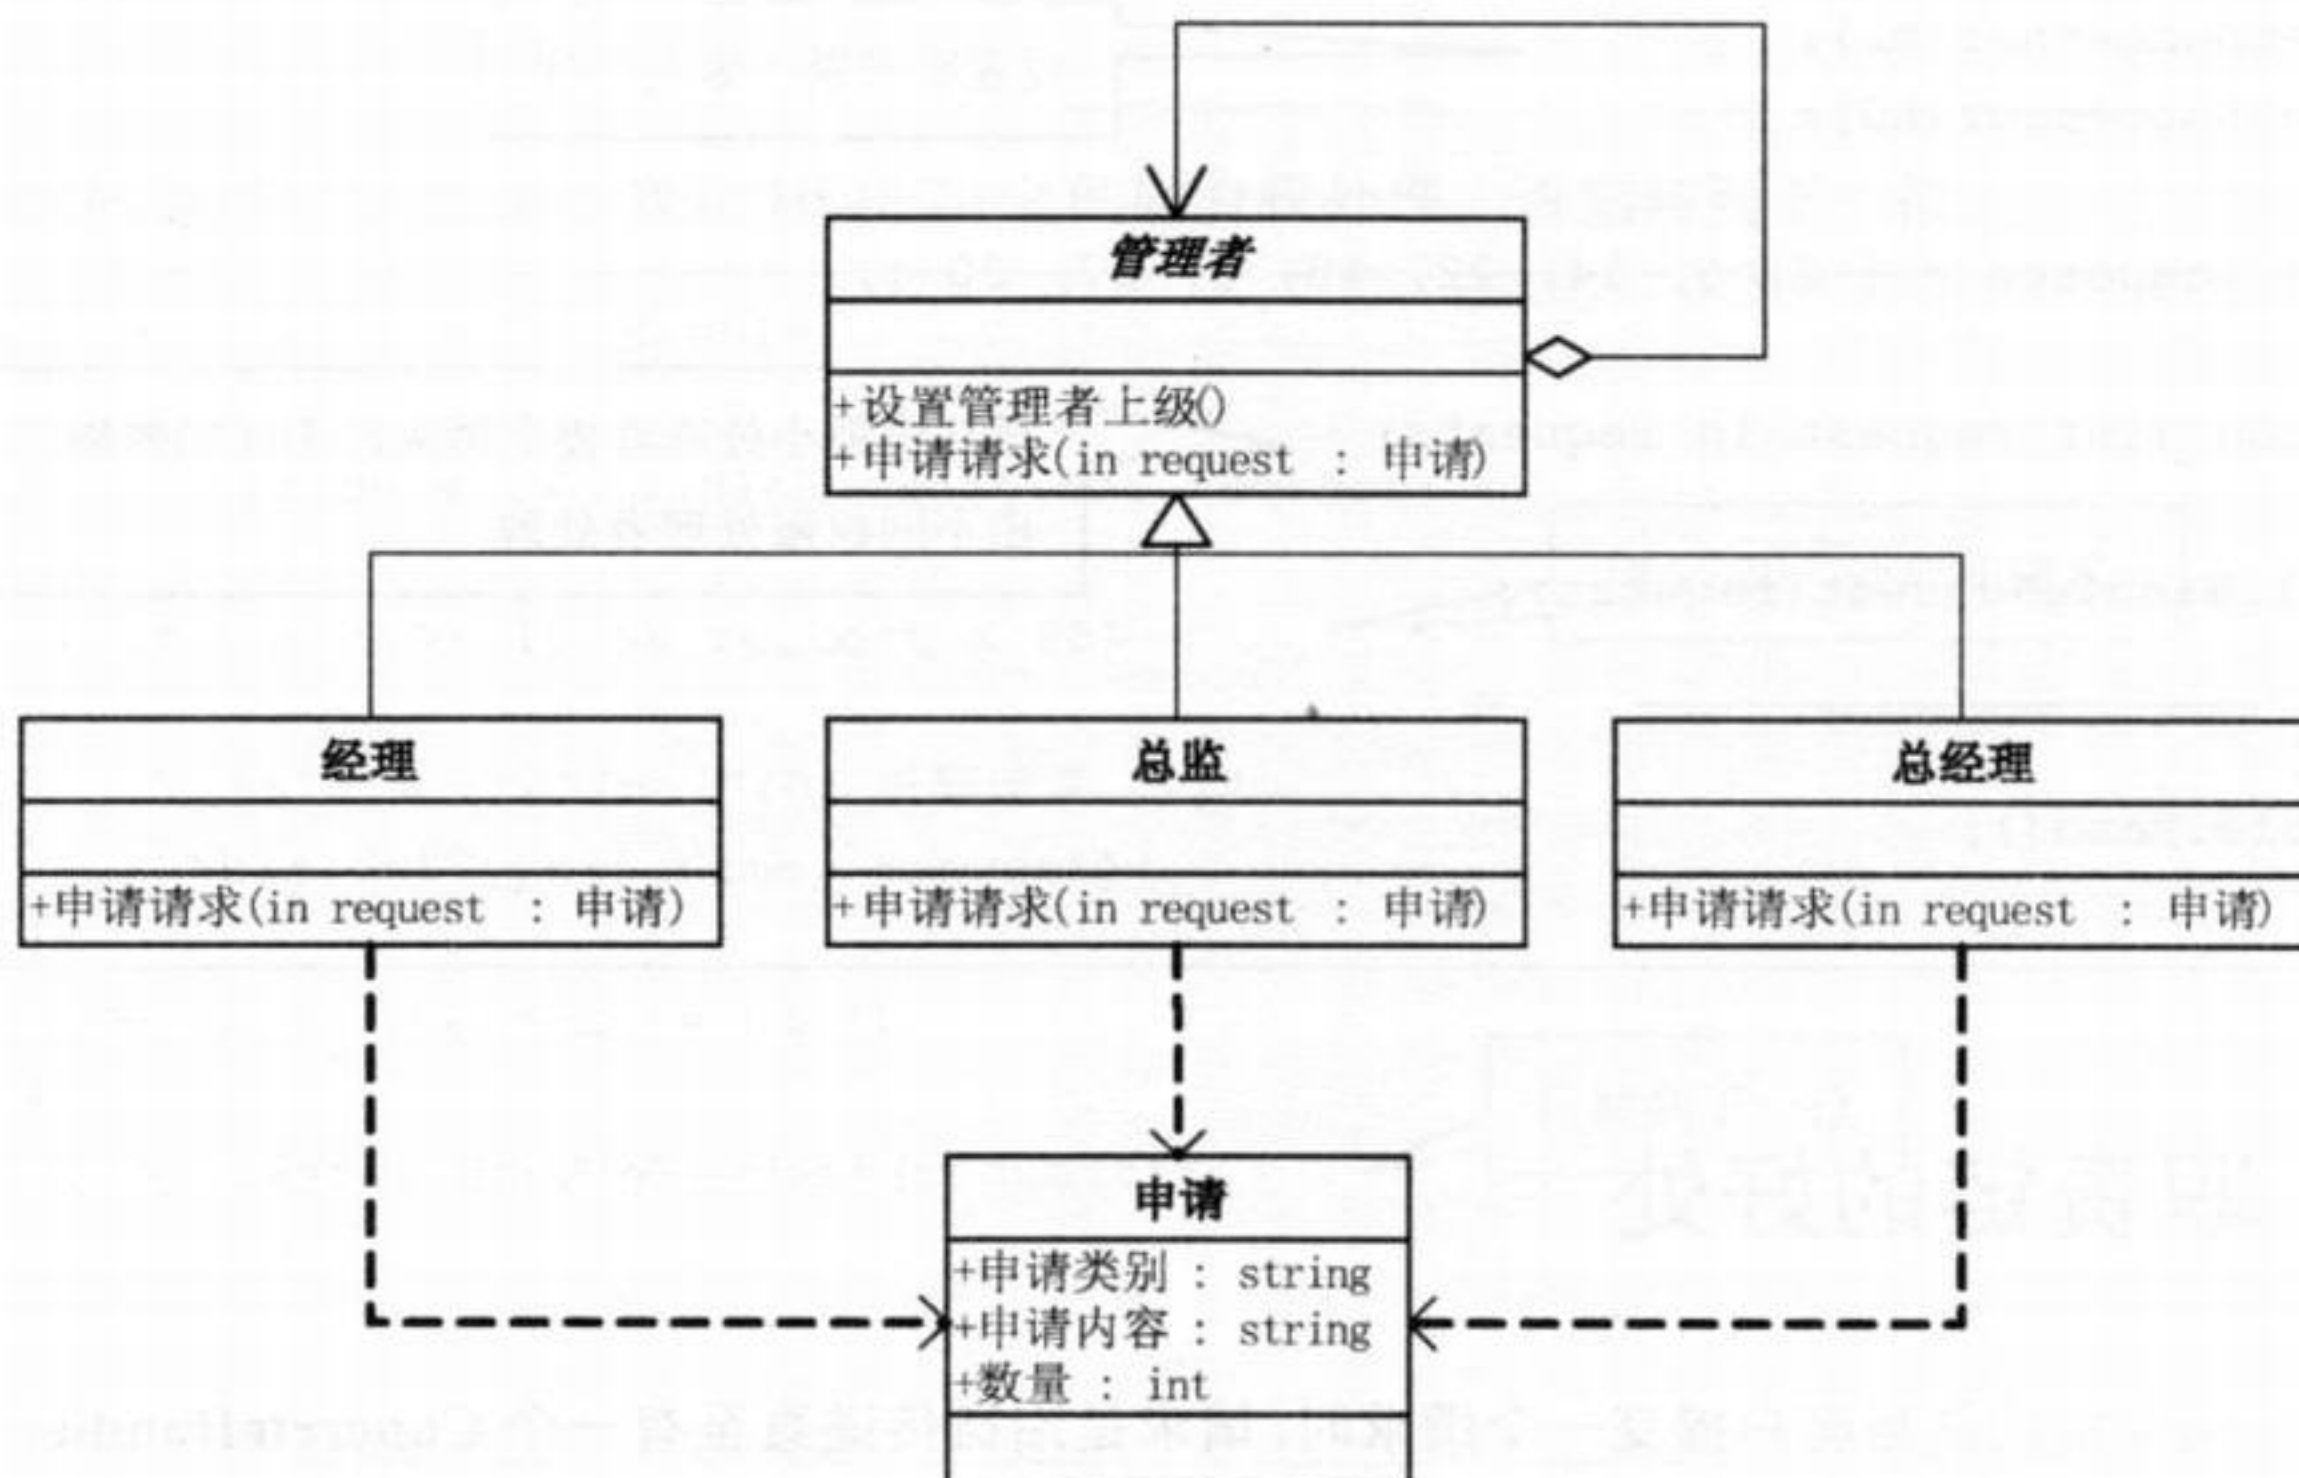 管理者
+设置管理者上级()
+申请请求(in request : 申请)
经理
+申请请求(in request : 申请)
总监
+申请请求(in request : 申请)
总经理
+申请请求(in request : 申请)
申请
+申请类别 : string
+申请内容 : string
+数量 : int